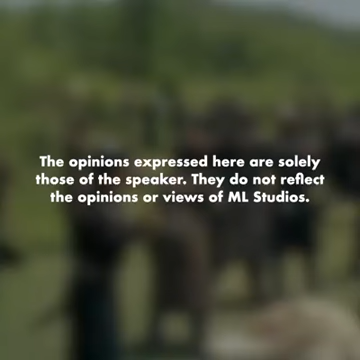 The opinions expressed here are solely
those of the speaker. They do not reflect
the opinions or views of ML Studios.